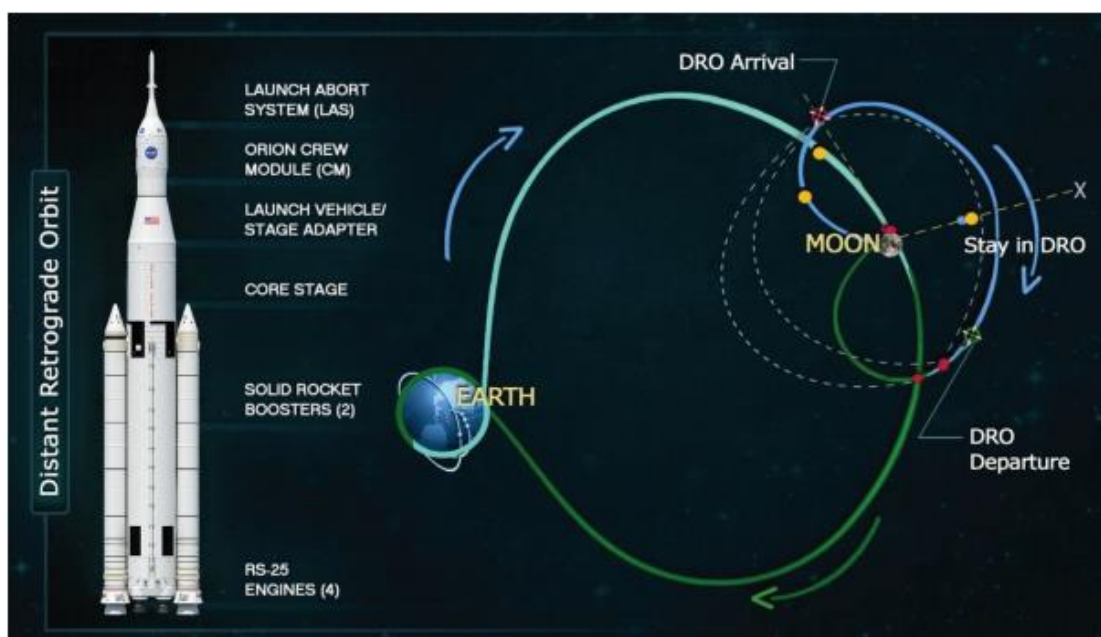 Distant Retrograde Orbit
LAUNCH ABORT
SYSTEM (LAS)
ORION CREW
MODULE (CM)
LAUNCH VEHICLE/
STAGE ADAPTER
CORE STAGE
SOLID ROCKET
BOOSTERS (2)
RS-25
ENGINES (4)
DRO Arrival
X
MOON
Stay in DRO
EARTH
DRO
Departure